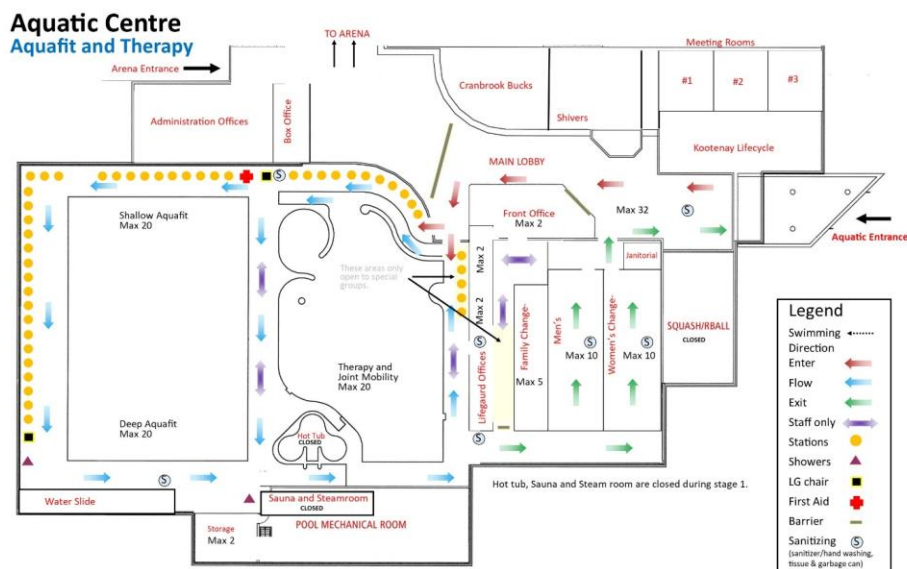 Aquatic Centre
Aquafit and Therapy
TO ARENA
Arena Entrance
Meeting Rooms
Cranbrook Bucks
Shivers
#1
#2
#3
Administration Offices
Box Office
Kootenay Lifecycle
MAIN LOBBY
S
Shallow Aquafit
Max 20
Front Office
Max 2
Max 32
S
Aquatic Entrance
These areas only
open to special
groups.
Max 2
Max 2
Janitorial
S
Lifegaurd Offices
Family Change-
Max 5
Men's
S
Max 10
Women's Change-
S
Max 10
SQUASH/RBALL
CLOSED
Therapy and
Joint Mobility
Max 20
Deep Aquafit
Max 20
Hot Tub
CLOSED
S
S
Water Slide
Sauna and Steamroom
CLOSED
Hot tub, Sauna and Steam room are closed during stage 1.
Storage
Max 2
POOL MECHANICAL ROOM
Legend
Swimming
Direction
Enter
Flow
Exit
Staff only
Stations
Showers
LG chair
First Aid
Barrier
Sanitizing S
(sanitizer/hand washing,
tissue & garbage can)